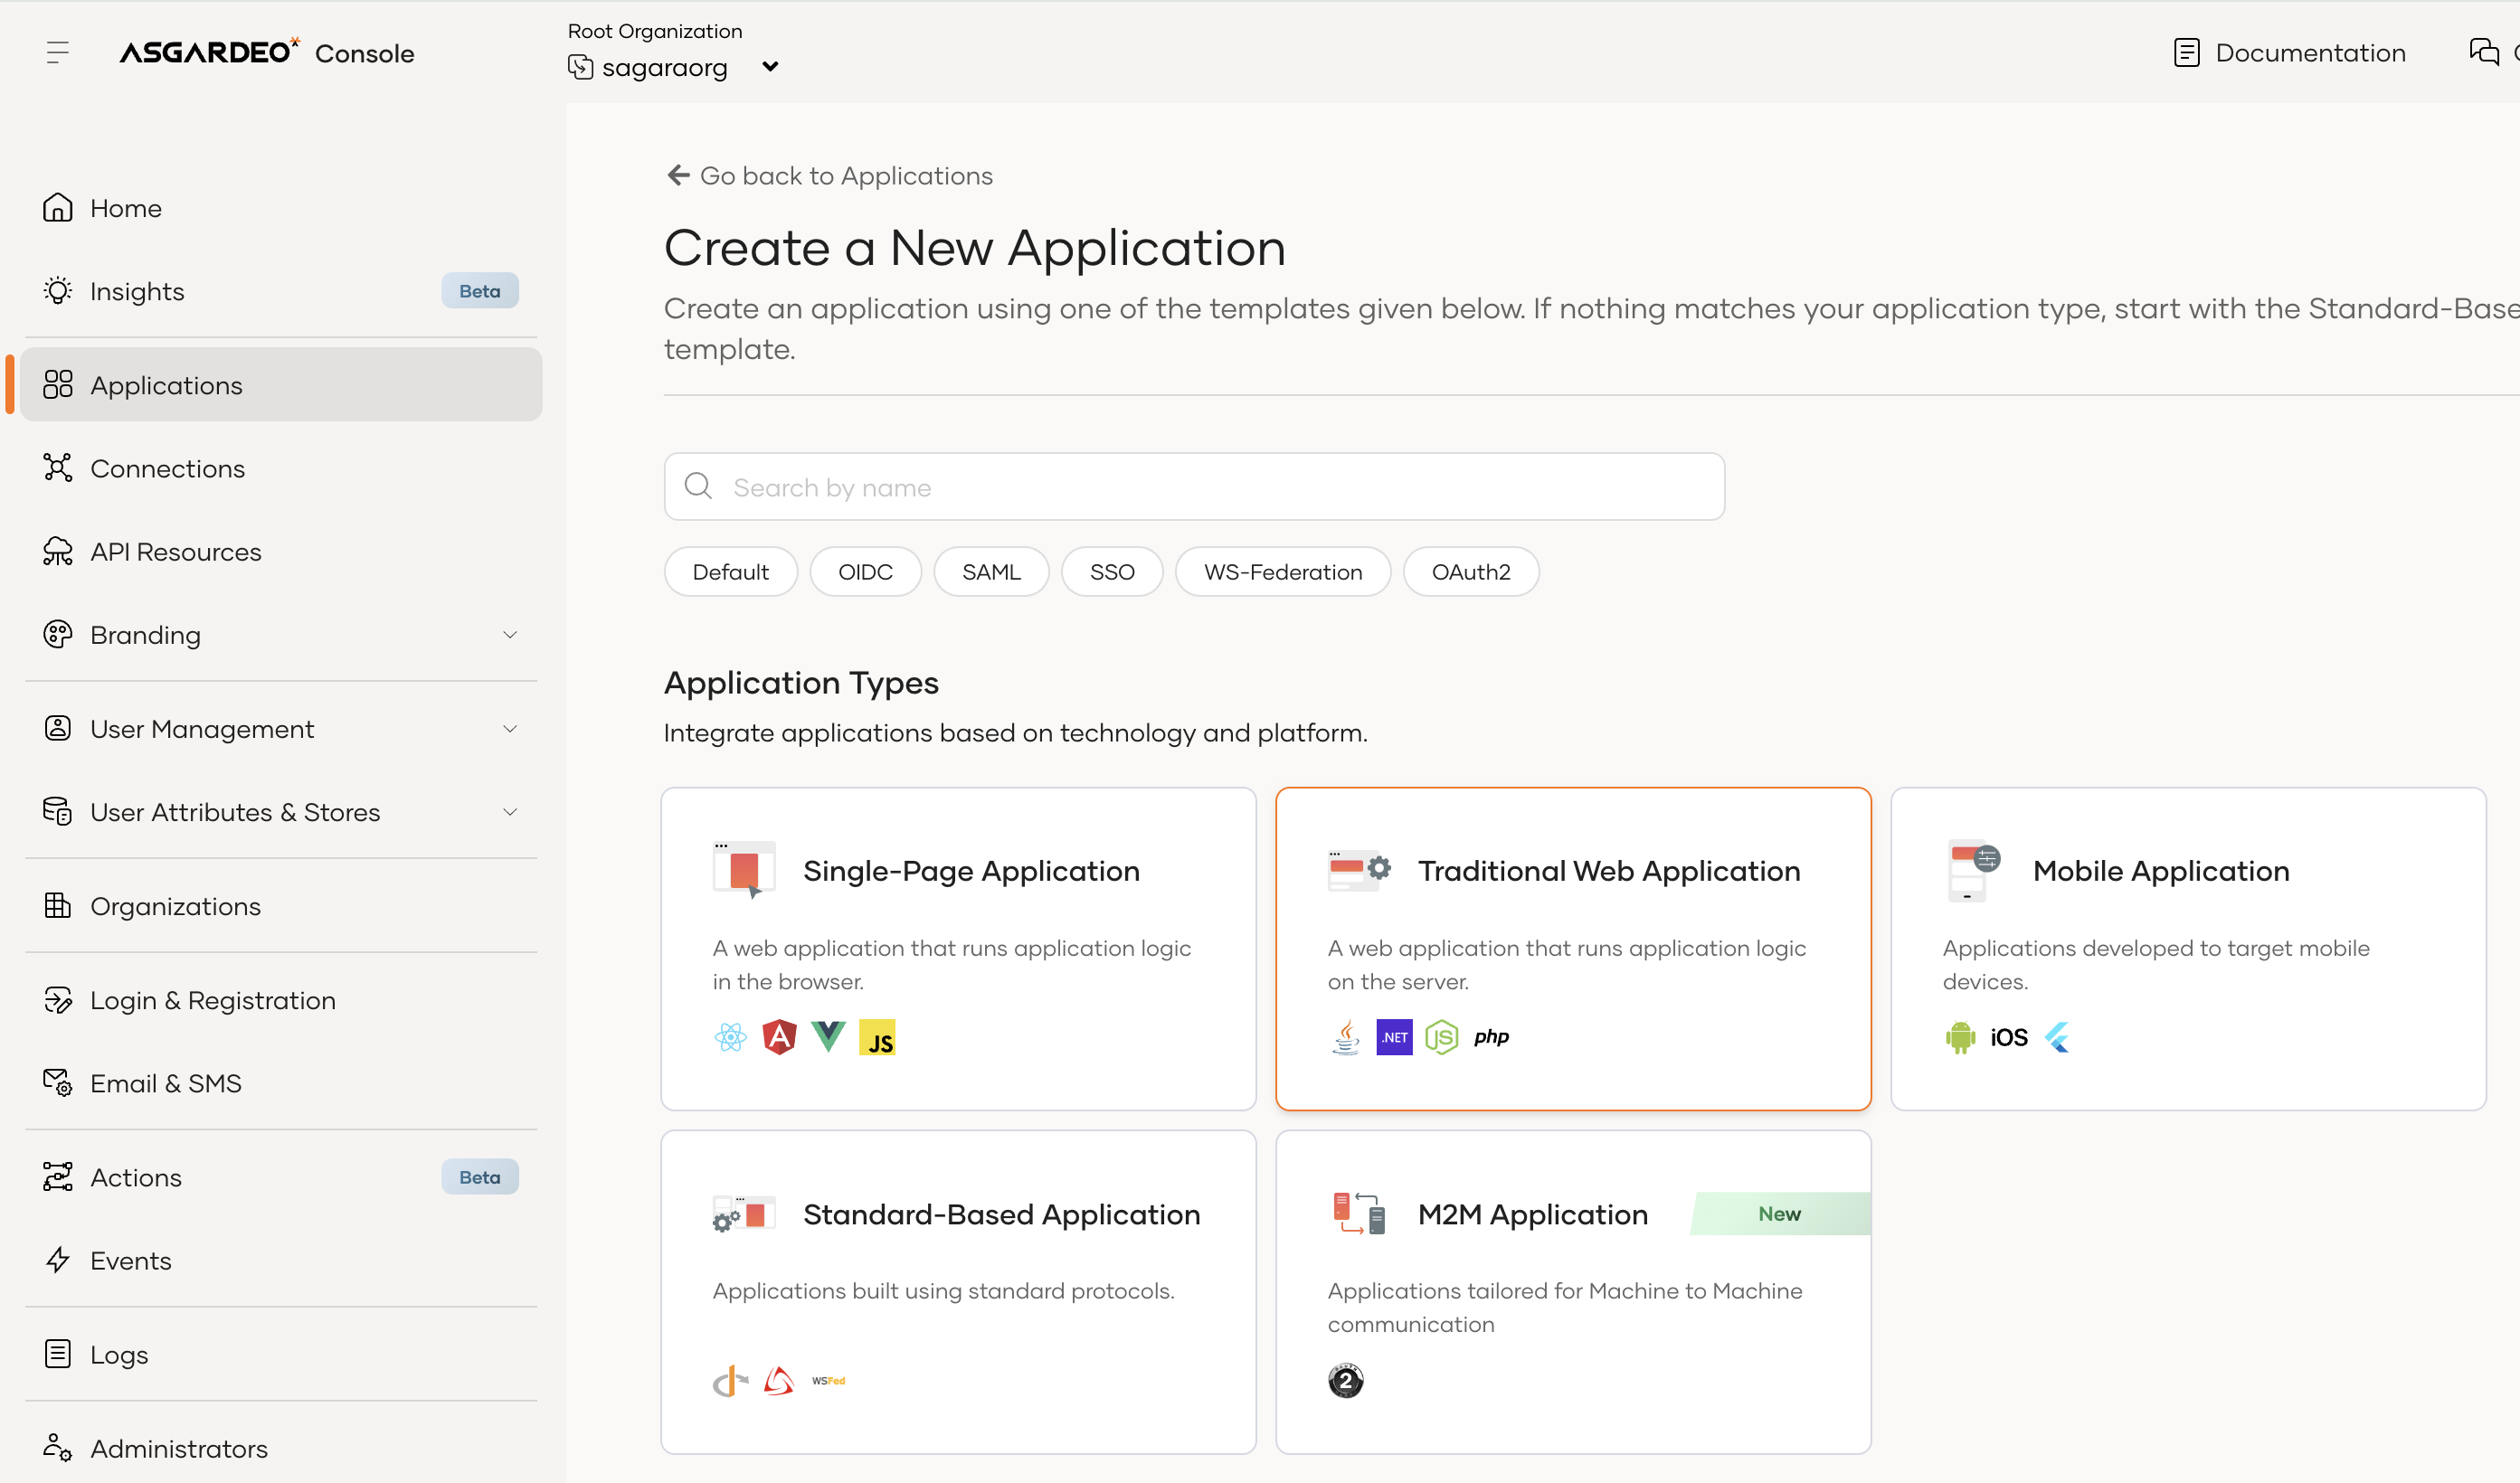 ASGARDEO Console
Root Organization
sagaraorg
Documentation
Home
Insights
Beta
Applications
Connections
API Resources
Branding
User Management
User Attributes & Stores
Organizations
Login & Registration
Email & SMS
Actions
Beta
Events
Logs
Administrators
Go back to Applications
Create a New Application
Create an application using one of the templates given below. If nothing matches your application type, start with the Standard-Base
template.
Search by name
Default
OIDC
SAML
SSO
WS-Federation
OAuth2
Application Types
Integrate applications based on technology and platform.
Single-Page Application
A web application that runs application logic
in the browser.
JS
Traditional Web Application
A web application that runs application logic
on the server.
.NET
JS
php
Mobile Application
Applications developed to target mobile
devices.
iOS
Standard-Based Application
Applications built using standard protocols.
WSFed
M2M Application
New
Applications tailored for Machine to Machine
communication
2